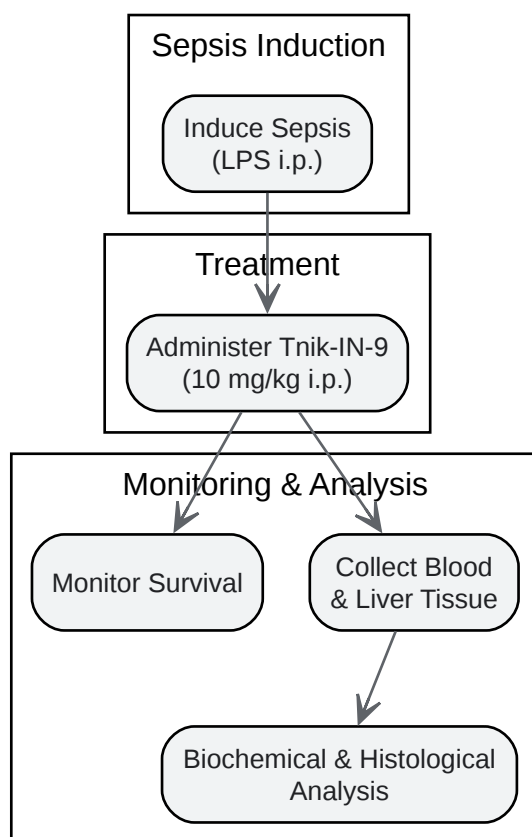 Sepsis Induction
Induce Sepsis
(LPS i.p.)
Treatment
Administer Tnik-IN-9
(10 mg/kg i.p.)
Monitoring & Analysis
Monitor Survival
Collect Blood
& Liver Tissue
Biochemical & Histological
Analysis